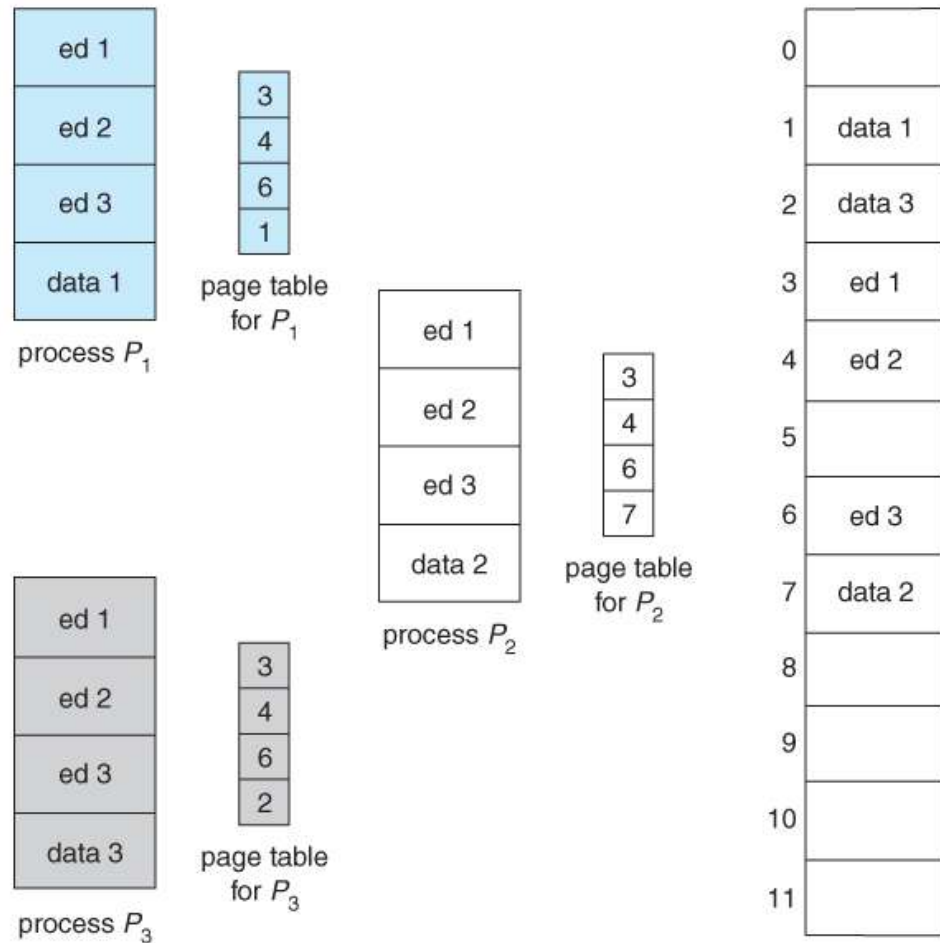 ed 1
ed 2
ed 3
data 1
process P1
3
4
6
1
page table
for P1
ed 1
ed 2
ed 3
data 2
process P2
3
4
6
7
page table
for P2
ed 1
ed 2
ed 3
data 3
process P3
3
4
6
2
page table
for P3
0
1 data 1
2 data 3
3 ed 1
4 ed 2
5
6 ed 3
7 data 2
8
9
10
11